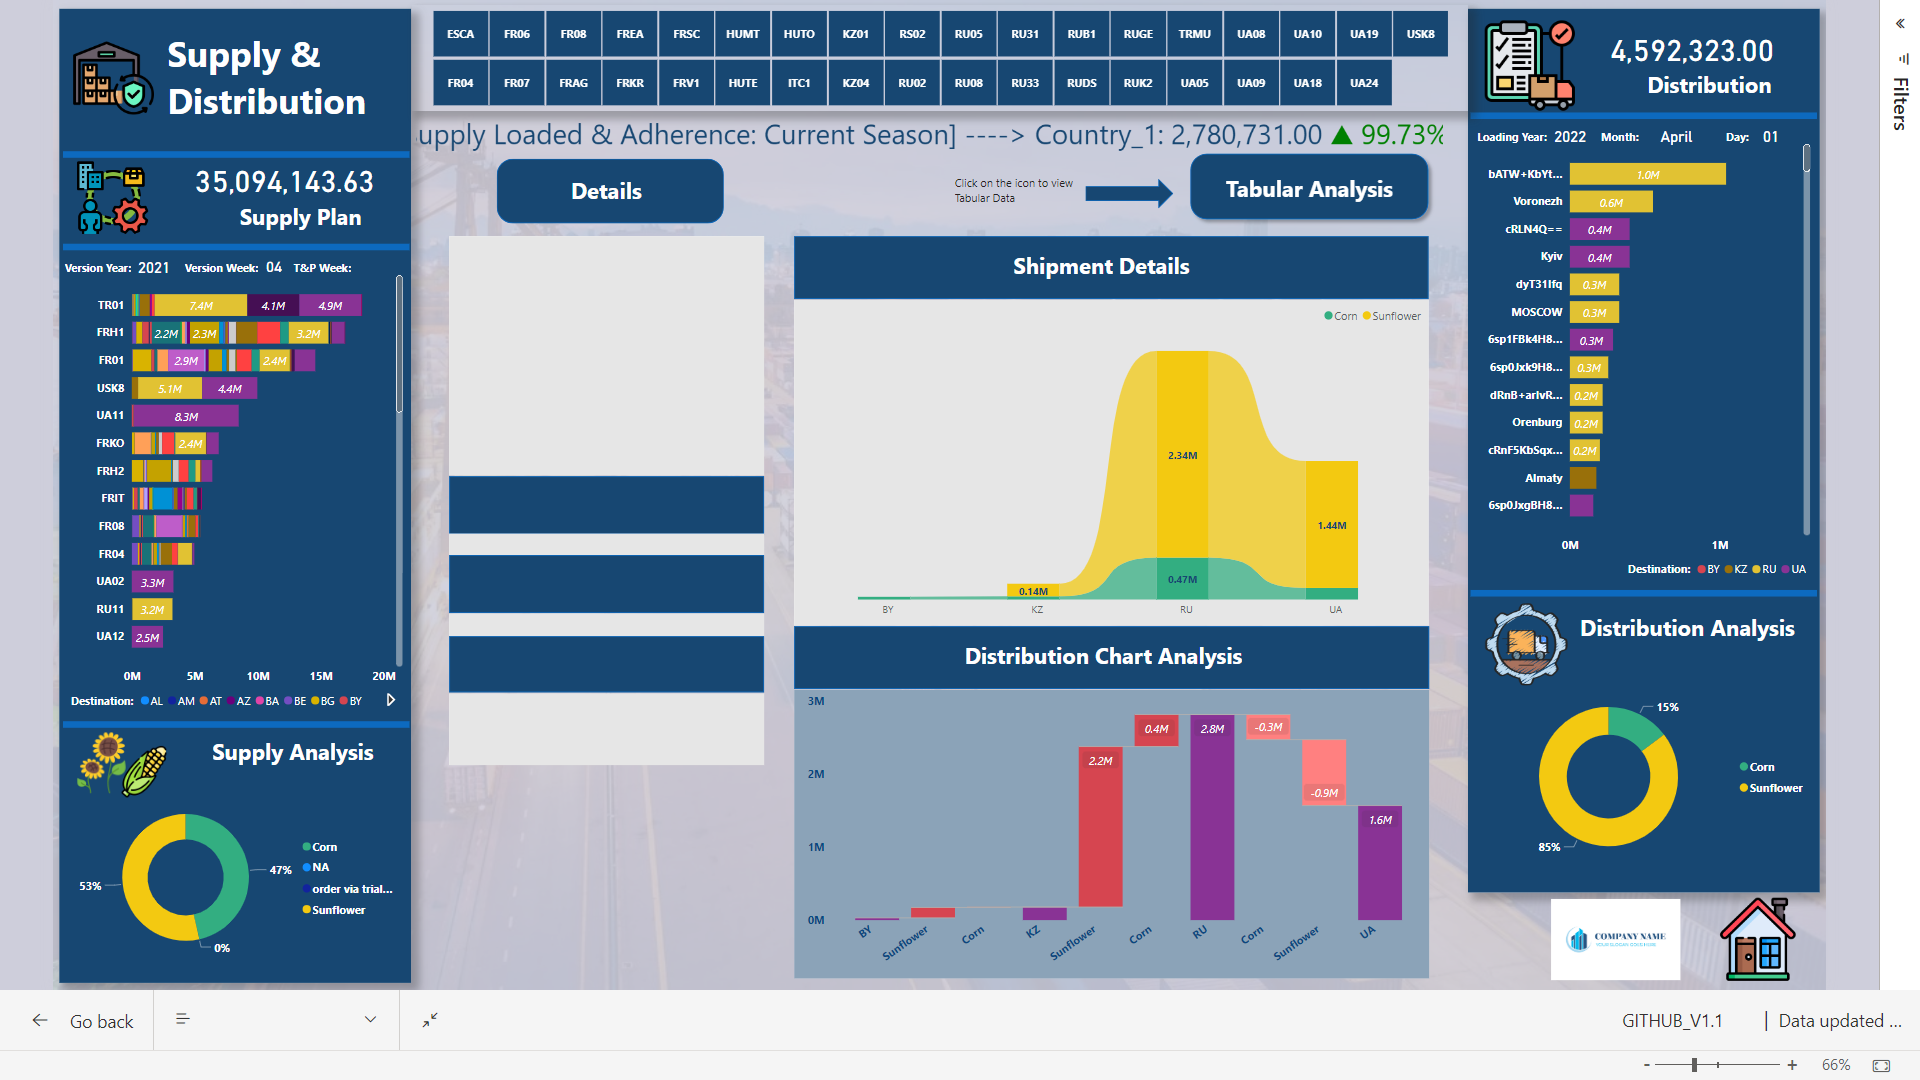 Supply &
Distribution
35,094,143.63
Supply Plan
Version Year: 2021 Version Week: 04 T&P Week:
TR01 7.4M 4.1M 4.9M
FRH1 2.2M 2.3M 3.2M
FR01 2.9M 2.4M
USK8 5.1M 4.4M
UA11 8.3M
FRKO 2.4M
FRH2
FRIT
FR08
FR04
UA02 3.3M
RU11 3.2M
UA12 2.5M
0M 5M 10M 15M 20M
Destination: AL AM AT AZ BA BE BG BY
Supply Analysis
53% 47% 0%
Corn
NA
order via trial...
Sunflower
ESCA FR06 FR08 FREA FRSC HUMT HUTO KZ01 RS02 RU05 RU31 RUB1 RUGE TRMU UA08 UA10 UA19 USK8
FR04 FR07 FRAG FRKR FRV1 HUTE ITC1 KZ04 RU02 RU08 RU33 RUDS RUK2 UA05 UA09 UA18 UA24
upply Loaded & Adherence: Current Season] ----> Country_1: 2,780,731.00 ▲ 99.73%
Details
Click on the icon to view
Tabular Data
Tabular Analysis
Shipment Details
Corn Sunflower
2.34M
1.44M
0.47M
0.14M
BY KZ RU UA
Distribution Chart Analysis
3M
2M
1M
0M
2.2M 0.4M 2.8M -0.3M -0.9M 1.6M
BY Sunflower Corn KZ Sunflower Corn RU Corn Sunflower UA
4,592,323.00
Distribution
Loading Year: 2022 Month: April Day: 01
bATW+KbYt... 1.0M
Voronezh 0.6M
cRLN4Q== 0.4M
Kyiv 0.4M
dyT31Ifq 0.3M
MOSCOW 0.3M
6sp1FBk4H8... 0.3M
6sp0Jxk9H8... 0.3M
dRnB+arIvR... 0.2M
Orenburg 0.2M
cRnF5KbSqx... 0.2M
Almaty
6sp0JxgBH8...
0M 1M
Destination: BY KZ RU UA
Distribution Analysis
15%
85%
Corn
Sunflower
COMPANY NAME
Go back
GITHUB_V1.1 | Data updated ...
- + 66%
Filters